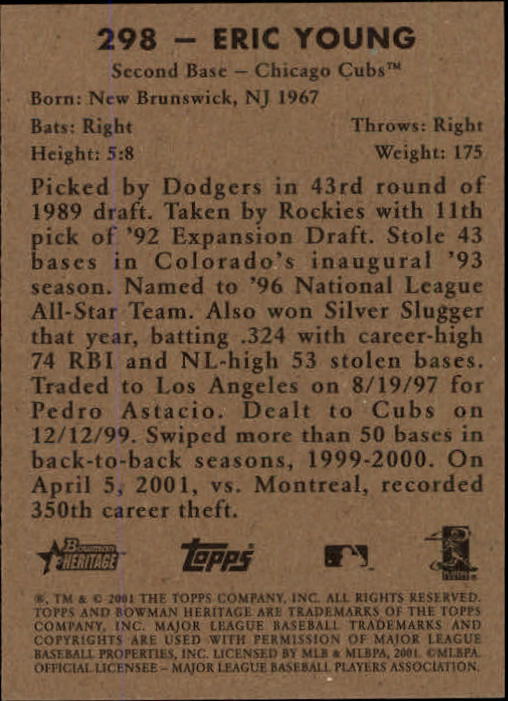 298 – ERIC YOUNG
Second Base – Chicago Cubs™
Born: New Brunswick, NJ 1967
Bats: Right Throws: Right
Height: 5:8 Weight: 175
Picked by Dodgers in 43rd round of
1989 draft. Taken by Rockies with 11th
pick of '92 Expansion Draft. Stole 43
bases in Colorado's inaugural '93
season. Named to '96 National League
All-Star Team. Also won Silver Slugger
that year, batting .324 with career-high
74 RBI and NL-high 53 stolen bases.
Traded to Los Angeles on 8/19/97 for
Pedro Astacio. Dealt to Cubs on
12/12/99. Swiped more than 50 bases in
back-to-back seasons, 1999-2000. On
April 5, 2001, vs. Montreal, recorded
350th career theft.
Bowman HERITAGE Topps
®, TM & © 2001 THE TOPPS COMPANY, INC. ALL RIGHTS RESERVED.
TOPPS AND BOWMAN HERITAGE ARE TRADEMARKS OF THE TOPPS
COMPANY, INC. MAJOR LEAGUE BASEBALL TRADEMARKS AND
COPYRIGHTS ARE USED WITH PERMISSION OF MAJOR LEAGUE
BASEBALL PROPERTIES, INC. LICENSED BY MLB & MLBPA, 2001. ©MLBPA.
OFFICIAL LICENSEE – MAJOR LEAGUE BASEBALL PLAYERS ASSOCIATION.